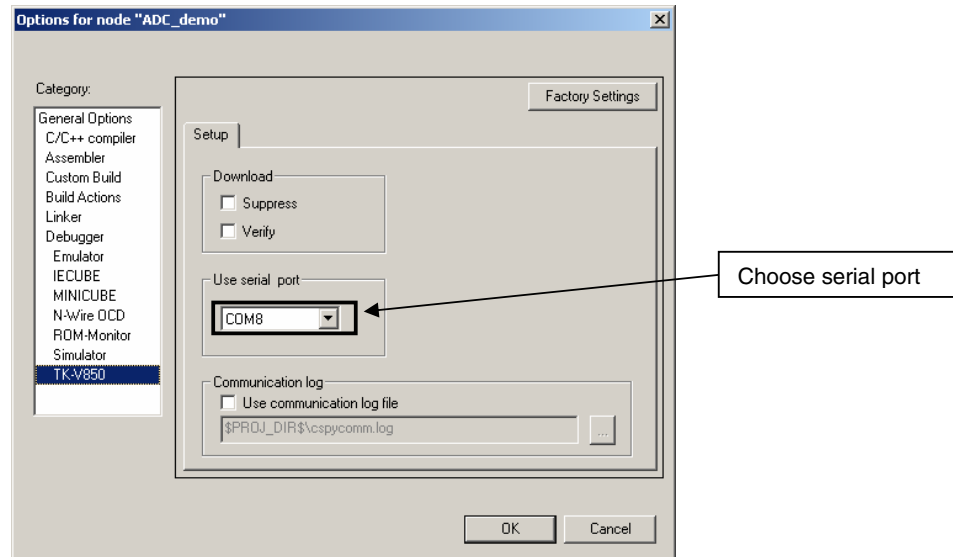 Options for node "ADC_demo"
Category:
General Options
C/C++ compiler
Assembler
Custom Build
Build Actions
Linker
Debugger
Emulator
IECUBE
MINICUBE
N-Wire OCD
ROM-Monitor
Simulator
TK-V850
Factory Settings
Setup
Download
Suppress
Verify
Use serial port
COM8
Choose serial port
Communication log
Use communication log file
$PROJ_DIR$\cspycomm.log
...
OK
Cancel